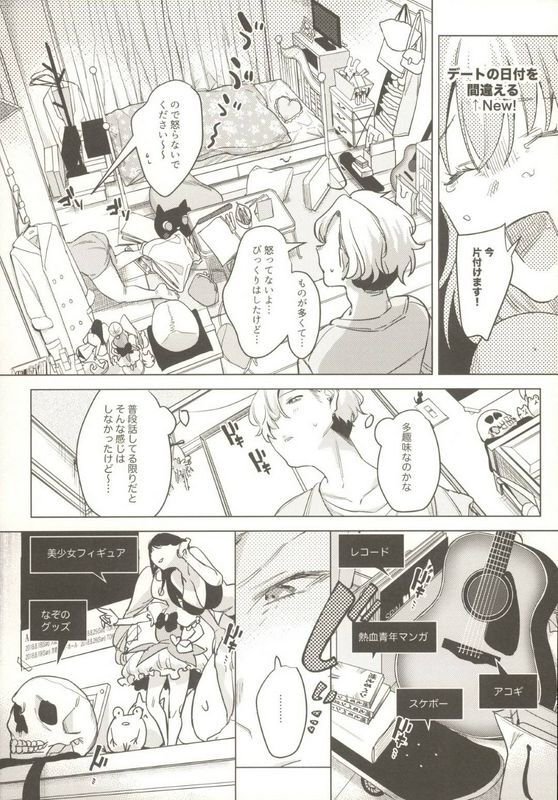 デートの日付を
間違える
↑New!
今
片付けます!
ので怒らないで
ください〜〜
ものが多くて…
怒ってないよ…
びっくりはしたけど…
多趣味なのかな
普段話してる限りだと
そんな感じは
しなかったけど〜…
レコード
熱血青年マンガ
アコギ
スケボー
……
美少女フィギュア
なぞの
グッズ